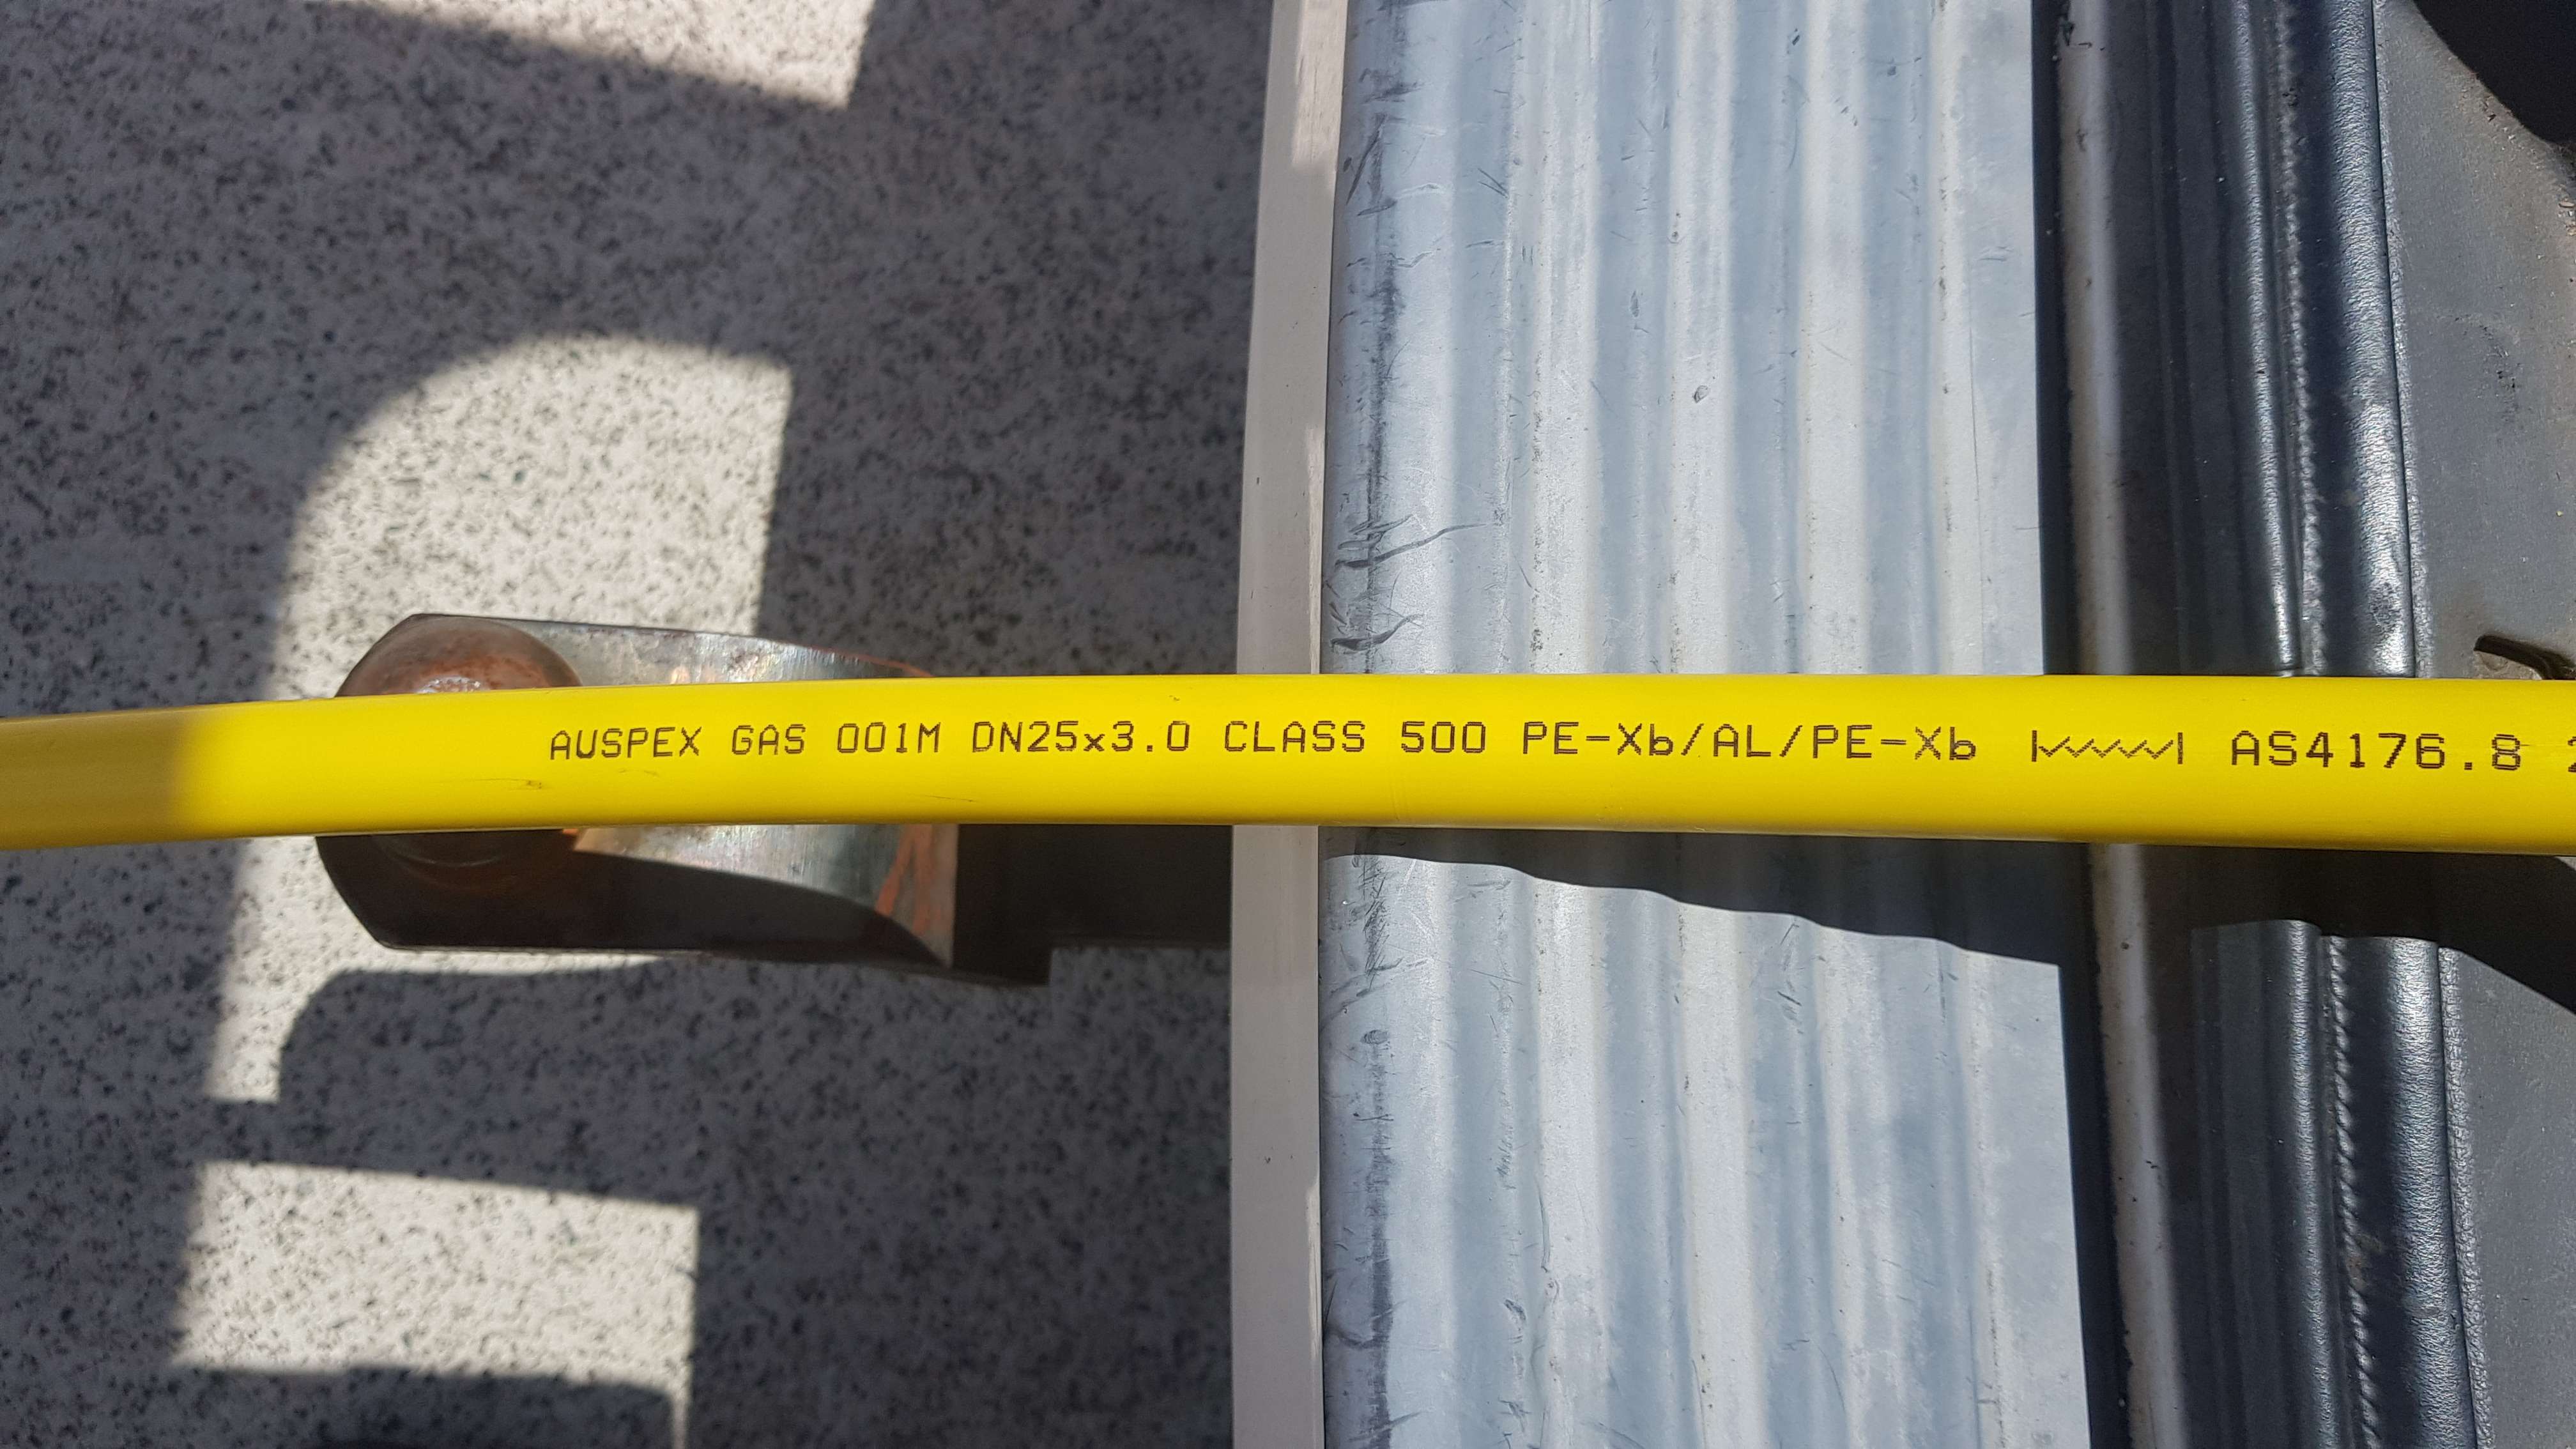 AUSPEX GAS 001M DN25x3.0 CLASS 500 PE-Xb/AL/PE-Xb AS4176.8